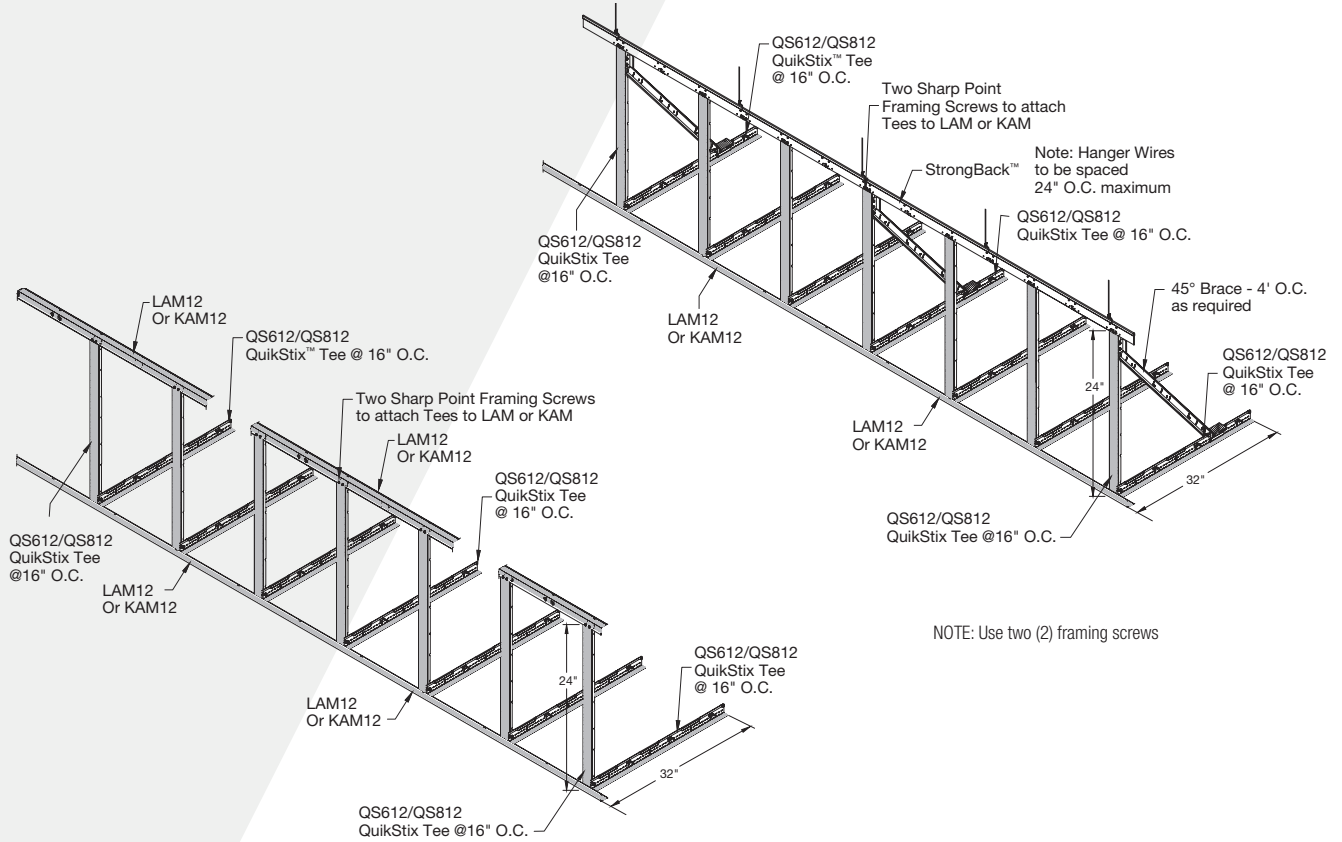 QS612/QS812
QuikStix™ Tee
@ 16" O.C.
Two Sharp Point
Framing Screws to attach
Tees to LAM or KAM
StrongBack™
Note: Hanger Wires
to be spaced
24" O.C. maximum
QS612/QS812
QuikStix Tee @ 16" O.C.
QS612/QS812
QuikStix Tee
@16" O.C.
LAM12
Or KAM12
45° Brace - 4' O.C.
as required
QS612/QS812
QuikStix Tee
@ 16" O.C.
24"
LAM12
Or KAM12
32"
QS612/QS812
QuikStix Tee @16" O.C.
LAM12
Or KAM12
QS612/QS812
QuikStix™ Tee @ 16" O.C.
Two Sharp Point Framing Screws
to attach Tees to LAM or KAM
LAM12
Or KAM12
QS612/QS812
QuikStix Tee
@ 16" O.C.
QS612/QS812
QuikStix Tee
@16" O.C.
LAM12
Or KAM12
NOTE: Use two (2) framing screws
QS612/QS812
QuikStix Tee
@ 16" O.C.
24"
LAM12
Or KAM12
32"
QS612/QS812
QuikStix Tee @16" O.C.